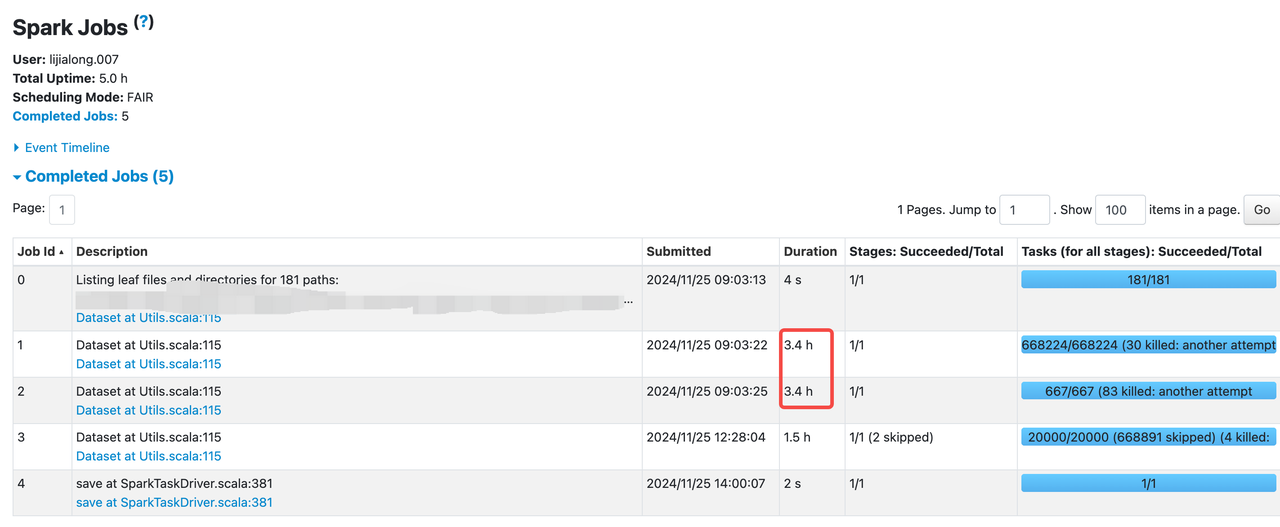 Spark Jobs (?)
User: lijialong.007
Total Uptime: 5.0 h
Scheduling Mode: FAIR
Completed Jobs: 5
Event Timeline
Completed Jobs (5)
Page: 1 1 Pages. Jump to 1 . Show 100 items in a page. Go
Job Id Description Submitted Duration Stages: Succeeded/Total Tasks (for all stages): Succeeded/Total
0 Listing leaf files and directories for 181 paths: 2024/11/25 09:03:13 4 s 1/1 181/181
...
Dataset at Utils.scala:115
1 Dataset at Utils.scala:115 2024/11/25 09:03:22 3.4 h 1/1 668224/668224 (30 killed: another attempt
Dataset at Utils.scala:115
2 Dataset at Utils.scala:115 2024/11/25 09:03:25 3.4 h 1/1 667/667 (83 killed: another attempt
Dataset at Utils.scala:115
3 Dataset at Utils.scala:115 2024/11/25 12:28:04 1.5 h 1/1 (2 skipped) 20000/20000 (668891 skipped) (4 killed:
Dataset at Utils.scala:115
4 save at SparkTaskDriver.scala:381 2024/11/25 14:00:07 2 s 1/1 1/1
save at SparkTaskDriver.scala:381